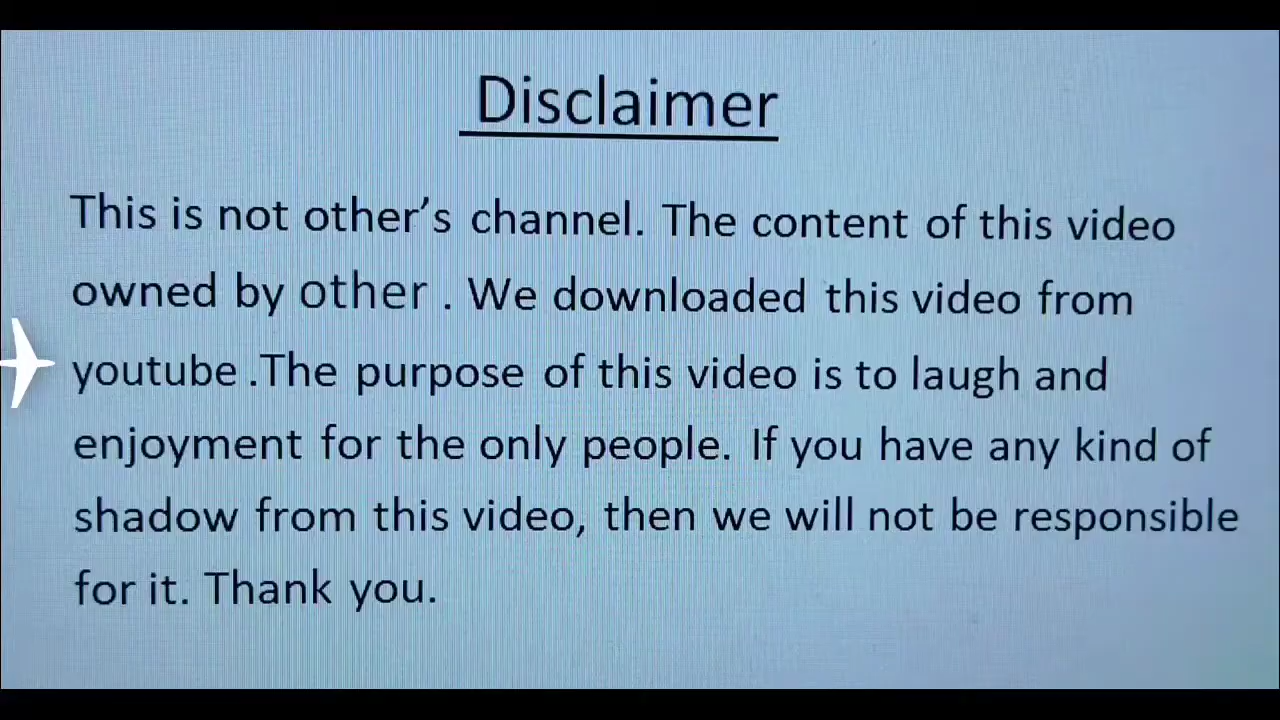 Disclaimer
This is not other's channel. The content of this video
owned by other . We downloaded this video from
youtube .The purpose of this video is to laugh and
enjoyment for the only people. If you have any kind of
shadow from this video, then we will not be responsible
for it. Thank you.